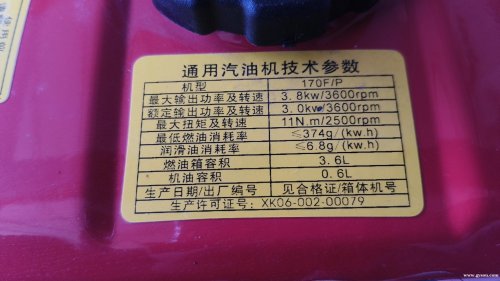 通用汽油机技术参数
机型 170F/P
最大输出功率及转速 3.8kw/3600rpm
额定输出功率及转速 3.0kw/3600rpm
最大扭矩及转速 11N.m/2500rpm
最低燃油消耗率 ≤374g/(kw.h)
润滑油消耗率 ≤6.8g/(kw.h)
燃油箱容积 3.6L
机油容积 0.6L
生产日期/出厂编号 见合格证/箱体机号
生产许可证号: XK06-002-00079